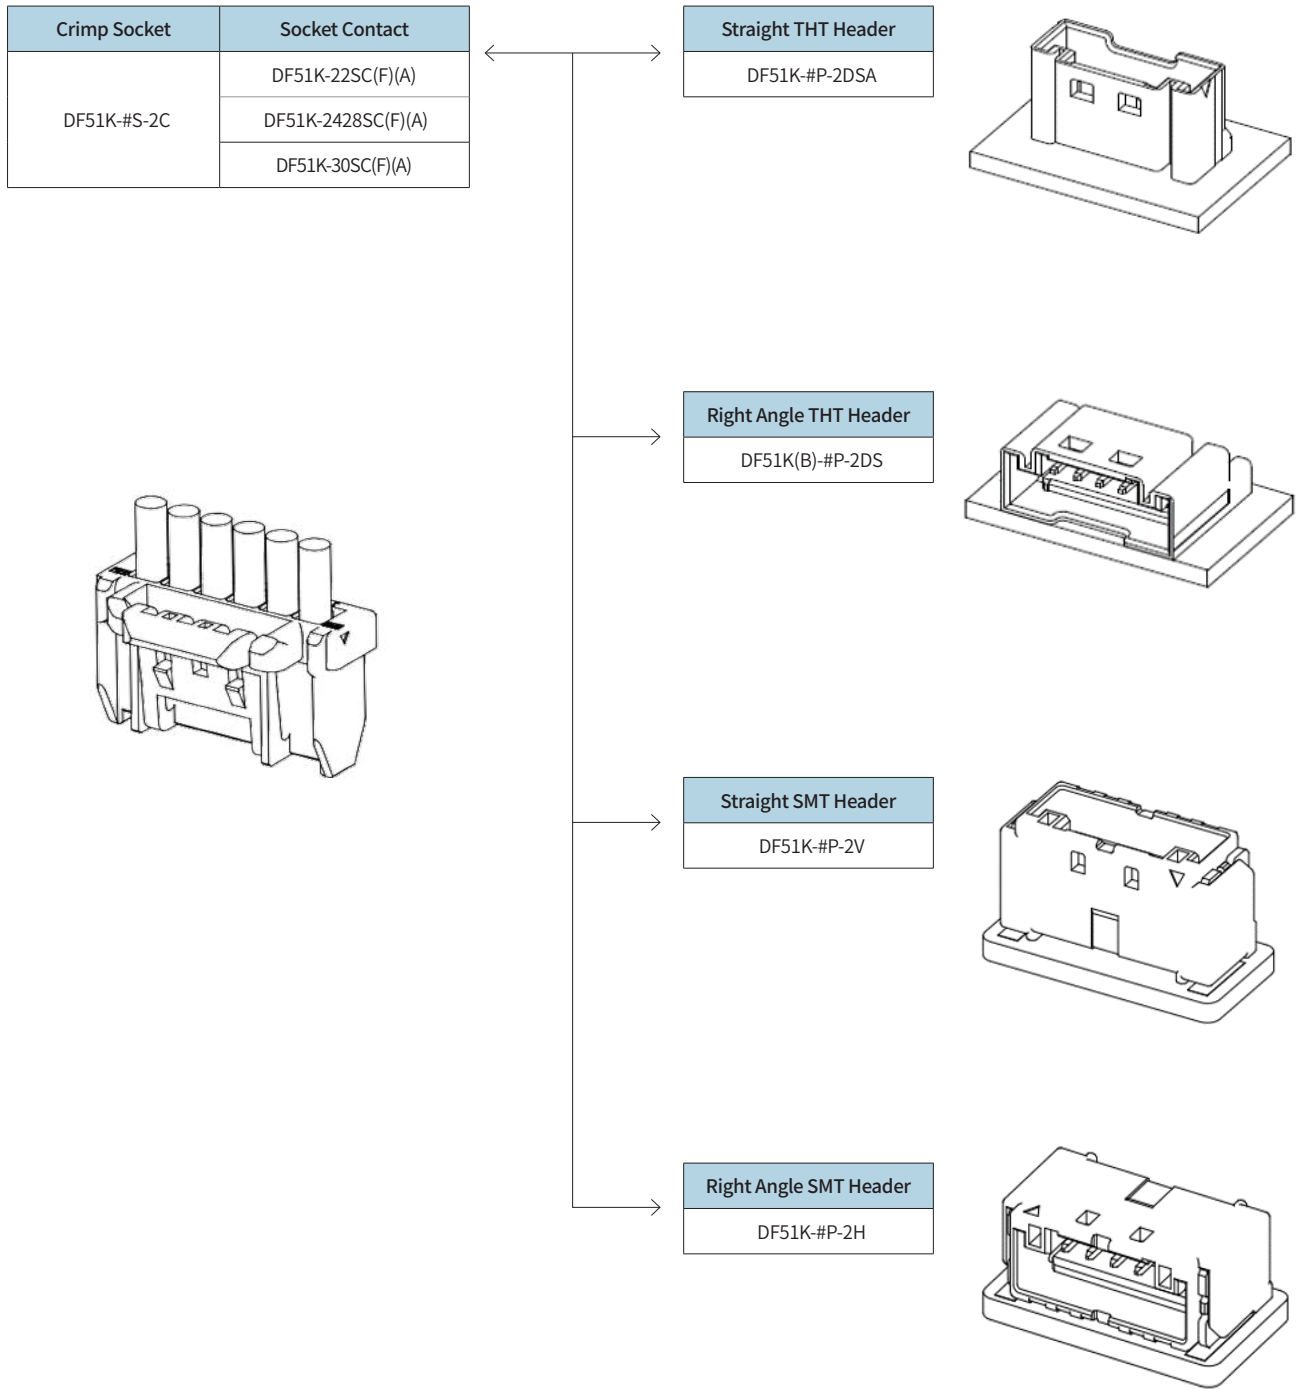 Crimp Socket
Socket Contact
DF51K-#S-2C
DF51K-22SC(F)(A)
DF51K-2428SC(F)(A)
DF51K-30SC(F)(A)
Straight THT Header
DF51K-#P-2DSA
Right Angle THT Header
DF51K(B)-#P-2DS
Straight SMT Header
DF51K-#P-2V
Right Angle SMT Header
DF51K-#P-2H